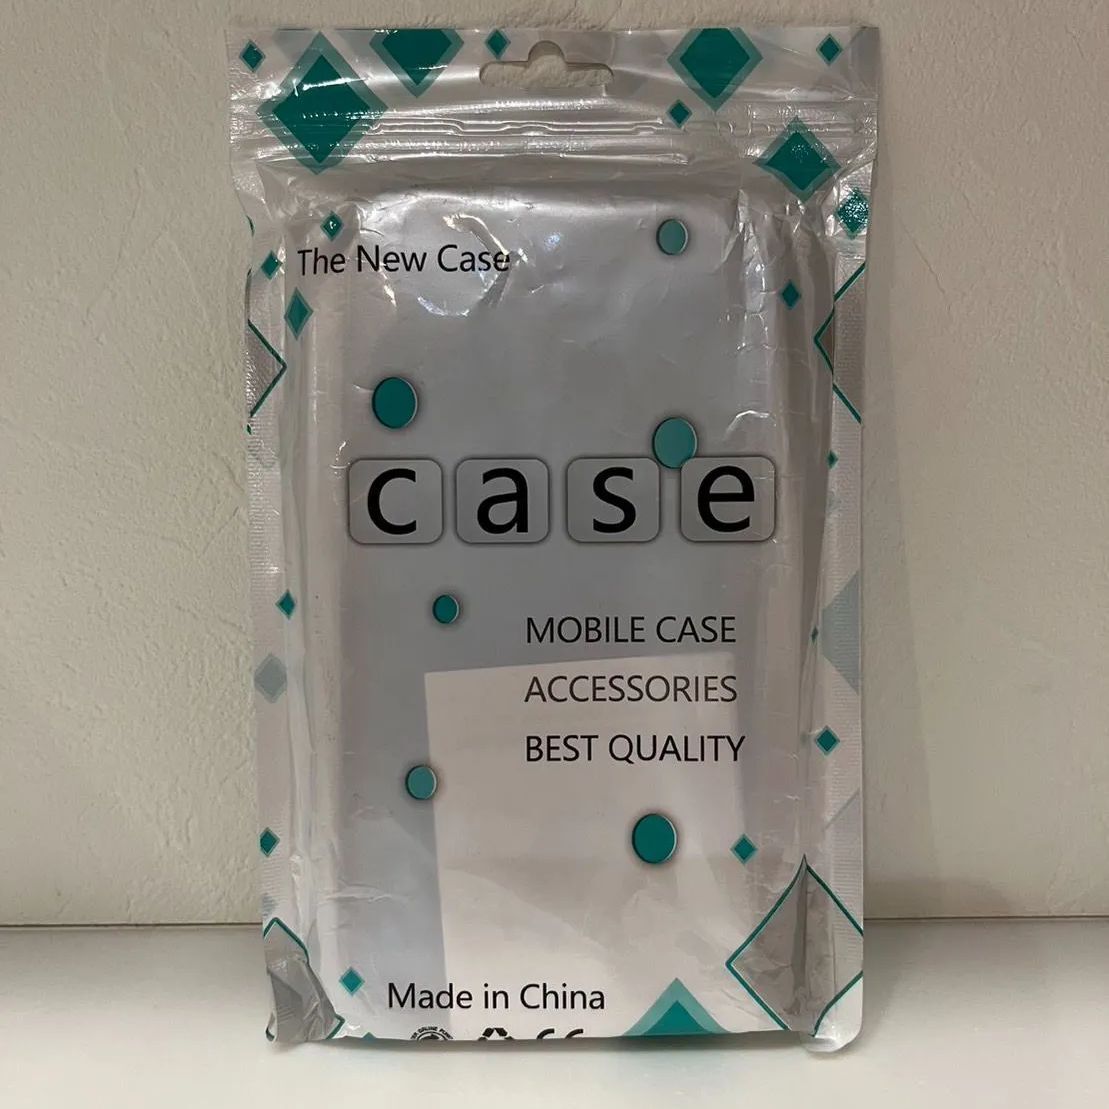 The New Case
case
MOBILE CASE
ACCESSORIES
BEST QUALITY
Made in China